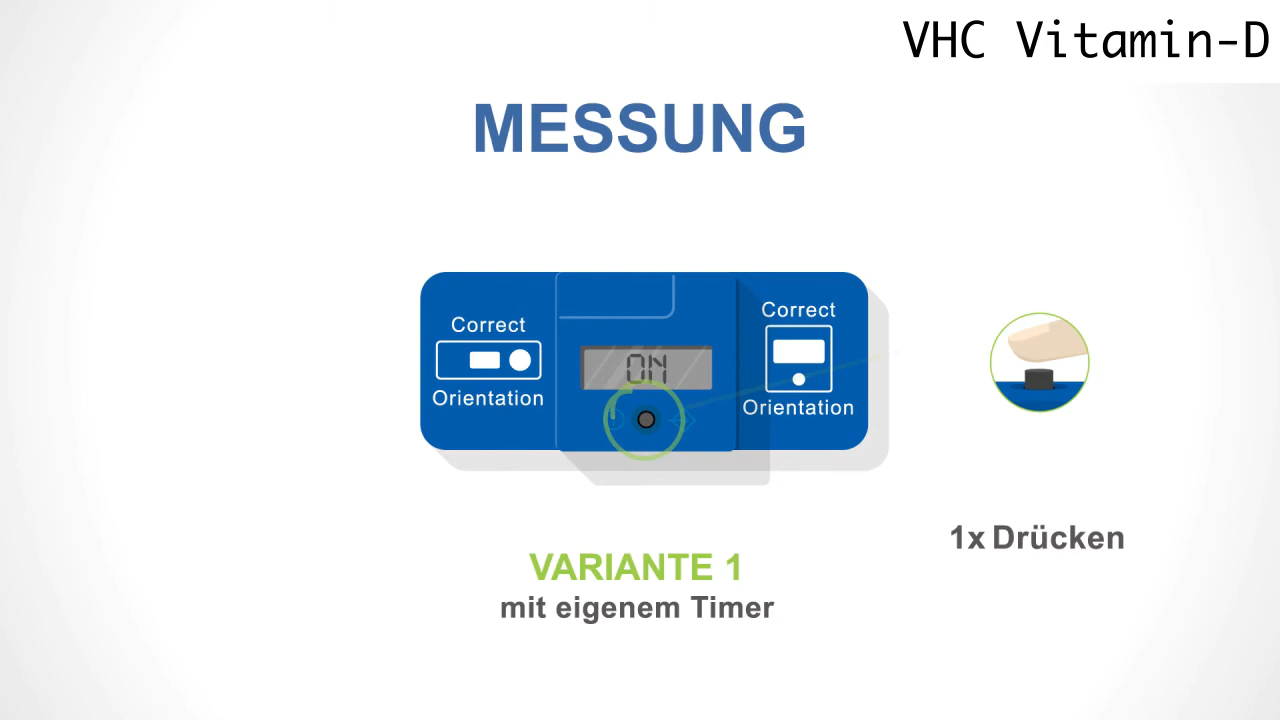 VHC Vitamin-D
MESSUNG
Correct
Orientation
ON
Correct
Orientation
1x Drücken
VARIANTE 1
mit eigenem Timer